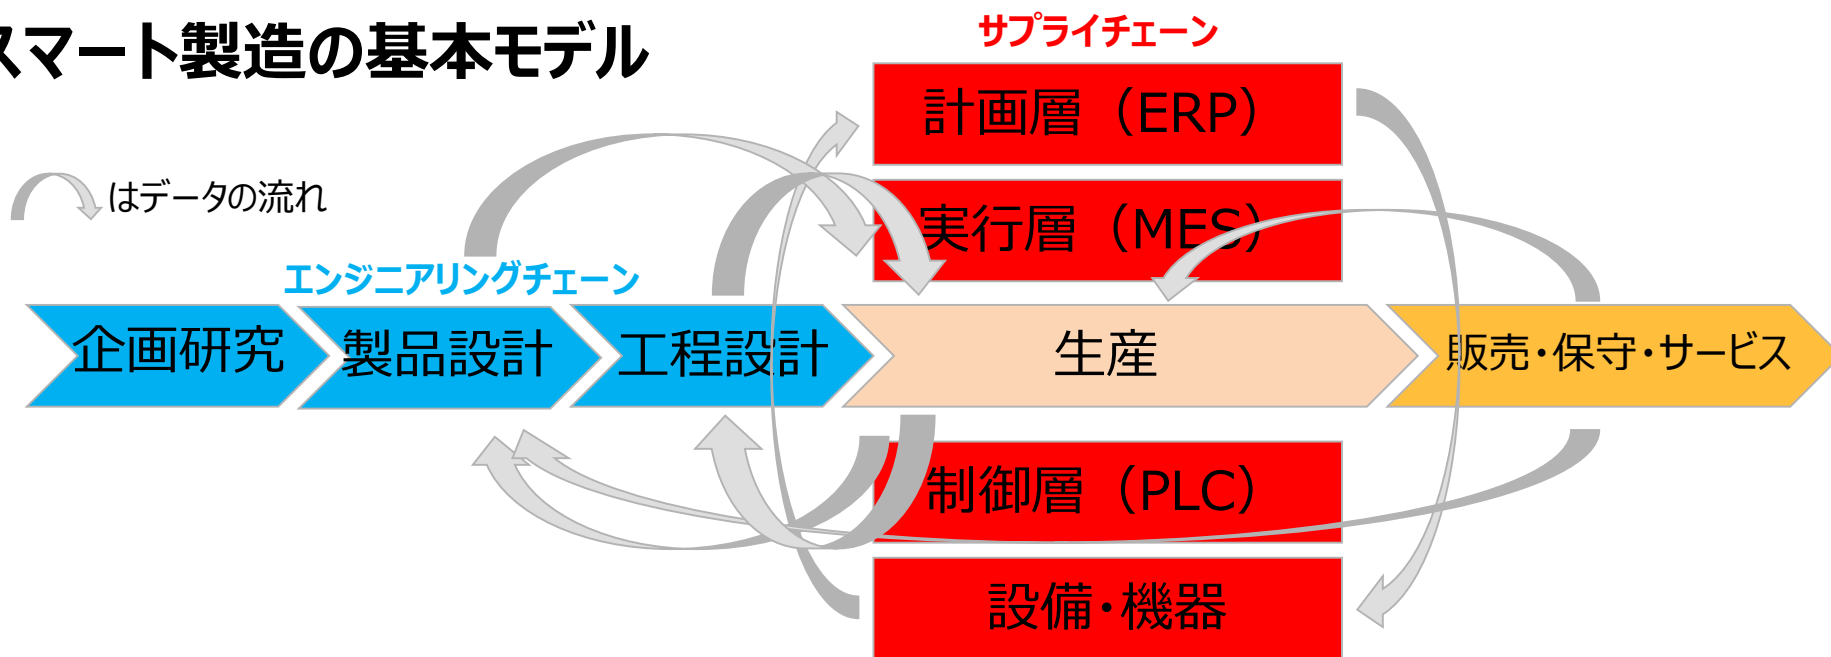 スマート製造の基本モデル
サプライチェーン
計画層（ERP）
はデータの流れ
実行層（MES）
エンジニアリングチェーン
企画研究
製品設計
工程設計
生産
販売・保守・サービス
制御層（PLC）
設備・機器